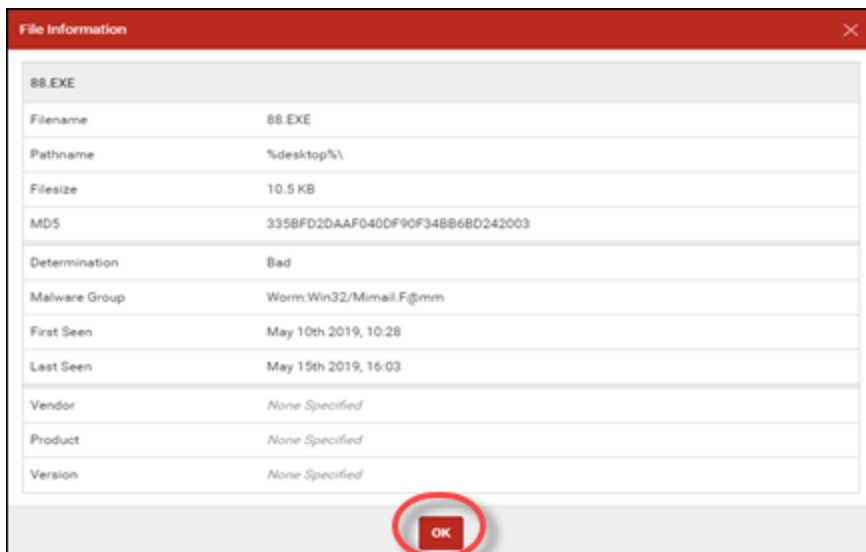 File Information
88.EXE
Filename 88.EXE
Pathname %desktop%\
Filesize 10.5 KB
MD5 335BFD2DAAF040DF90F34BB6BD242003
Determination Bad
Malware Group Worm:Win32/Mimail.F@mm
First Seen May 10th 2019, 10:28
Last Seen May 15th 2019, 16:03
Vendor None Specified
Product None Specified
Version None Specified
OK